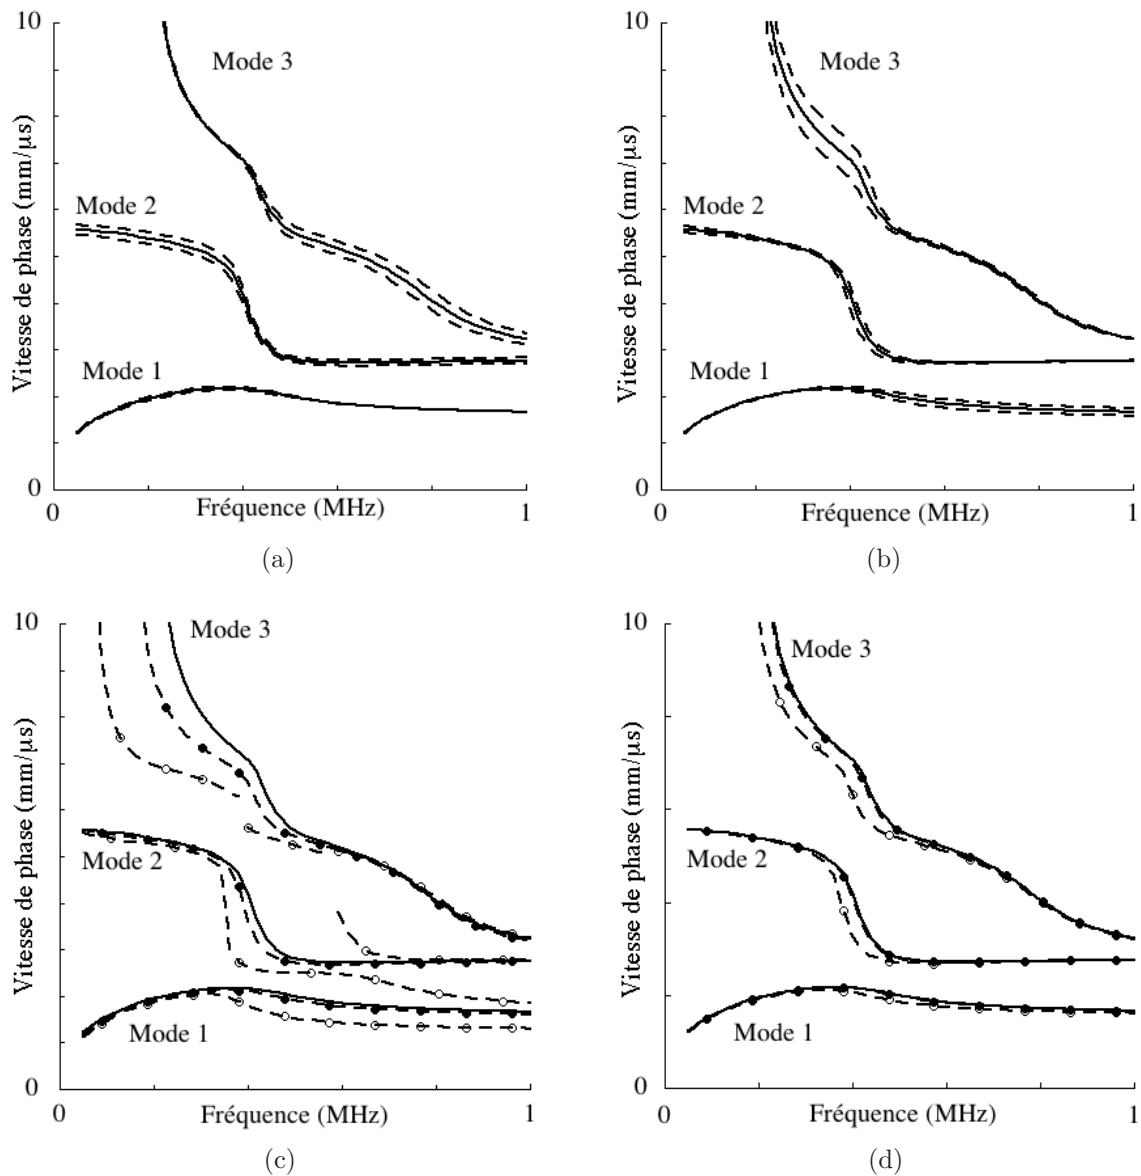 10
Vitesse de phase (mm/µs)
Mode 3
Mode 2
Mode 1
0
0
Fréquence (MHz)
1
(a)
10
Vitesse de phase (mm/µs)
Mode 3
Mode 2
Mode 1
0
0
Fréquence (MHz)
1
(b)
10
Vitesse de phase (mm/µs)
Mode 3
Mode 2
Mode 1
0
0
Fréquence (MHz)
1
(c)
10
Vitesse de phase (mm/µs)
Mode 3
Mode 2
Mode 1
0
0
Fréquence (MHz)
1
(d)